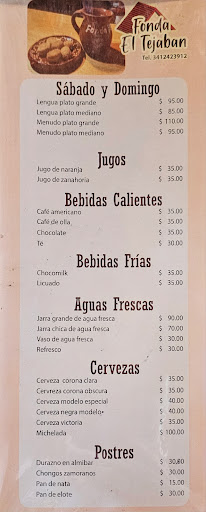 Fonda
El Tejaban
Tel. 3412423912
Sábado y Domingo
Lengua plato grande $ 95.00
Lengua plato mediano $ 85.00
Menudo plato grande $ 110.00
Menudo plato mediano $ 95.00
Jugos
Jugo de naranja $ 35.00
Jugo de zanahoria $ 35.00
Bebidas Calientes
Café americano $ 35.00
Café de olla $ 35.00
Chocolate $ 35.00
Té $ 30.00
Bebidas Frías
Chocomilk $ 35.00
Licuado $ 35.00
Aguas Frescas
Jarra grande de agua fresca $ 90.00
Jarra chica de agua fresca $ 70.00
Vaso de agua fresca $ 30.00
Refresco $ 30.00
Cervezas
Cerveza corona clara $ 35.00
Crverza corona obscura $ 35.00
Cerveza modelo especial $ 40.00
Cerveza negra modelo $ 40.00
Cerveza victoria $ 35.00
Michelada $ 100.00
Postres
Durazno en almibar $ 30.00
Chongos zamoranos $ 30.00
Pan de nata $ 15.00
Pan de elote $ 30.00